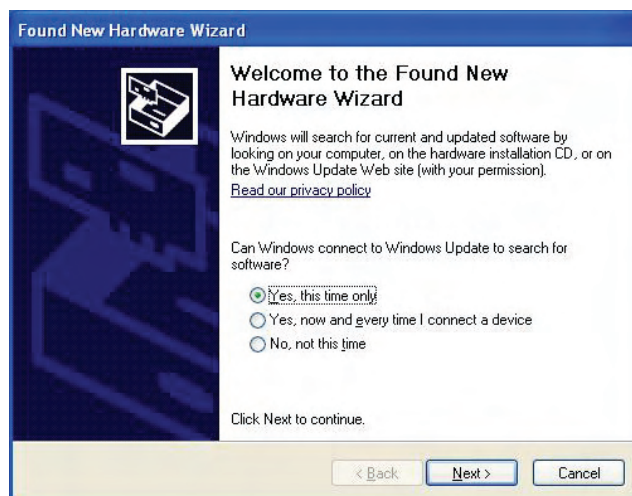 Found New Hardware Wizard
Welcome to the Found New
Hardware Wizard
Windows will search for current and updated software by
looking on your computer, on the hardware installation CD, or on
the Windows Update Web site (with your permission).
Read our privacy policy
Can Windows connect to Windows Update to search for
software?
Yes, this time only
Yes, now and every time I connect a device
No, not this time
Click Next to continue.
< Back
Next >
Cancel